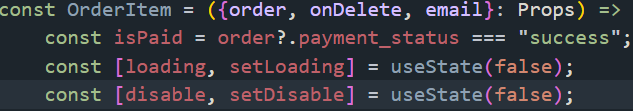 const OrderItem = ({order, onDelete, email}: Props) =>
const isPaid = order?.payment_status === "success";
const [loading, setLoading] = useState(false);
const [disable, setDisable] = useState(false);